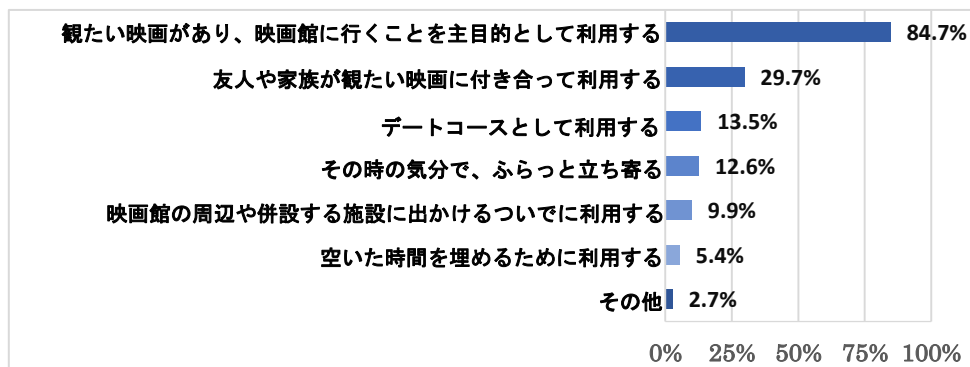 観たい映画があり、映画館に行くことを主目的として利用する 84.7%
友人や家族が観たい映画に付き合って利用する 29.7%
デートコースとして利用する 13.5%
その時の気分で、ふらっと立ち寄る 12.6%
映画館の周辺や併設する施設に出かけるついでに利用する 9.9%
空いた時間を埋めるために利用する 5.4%
その他 2.7%
0% 25% 50% 75% 100%